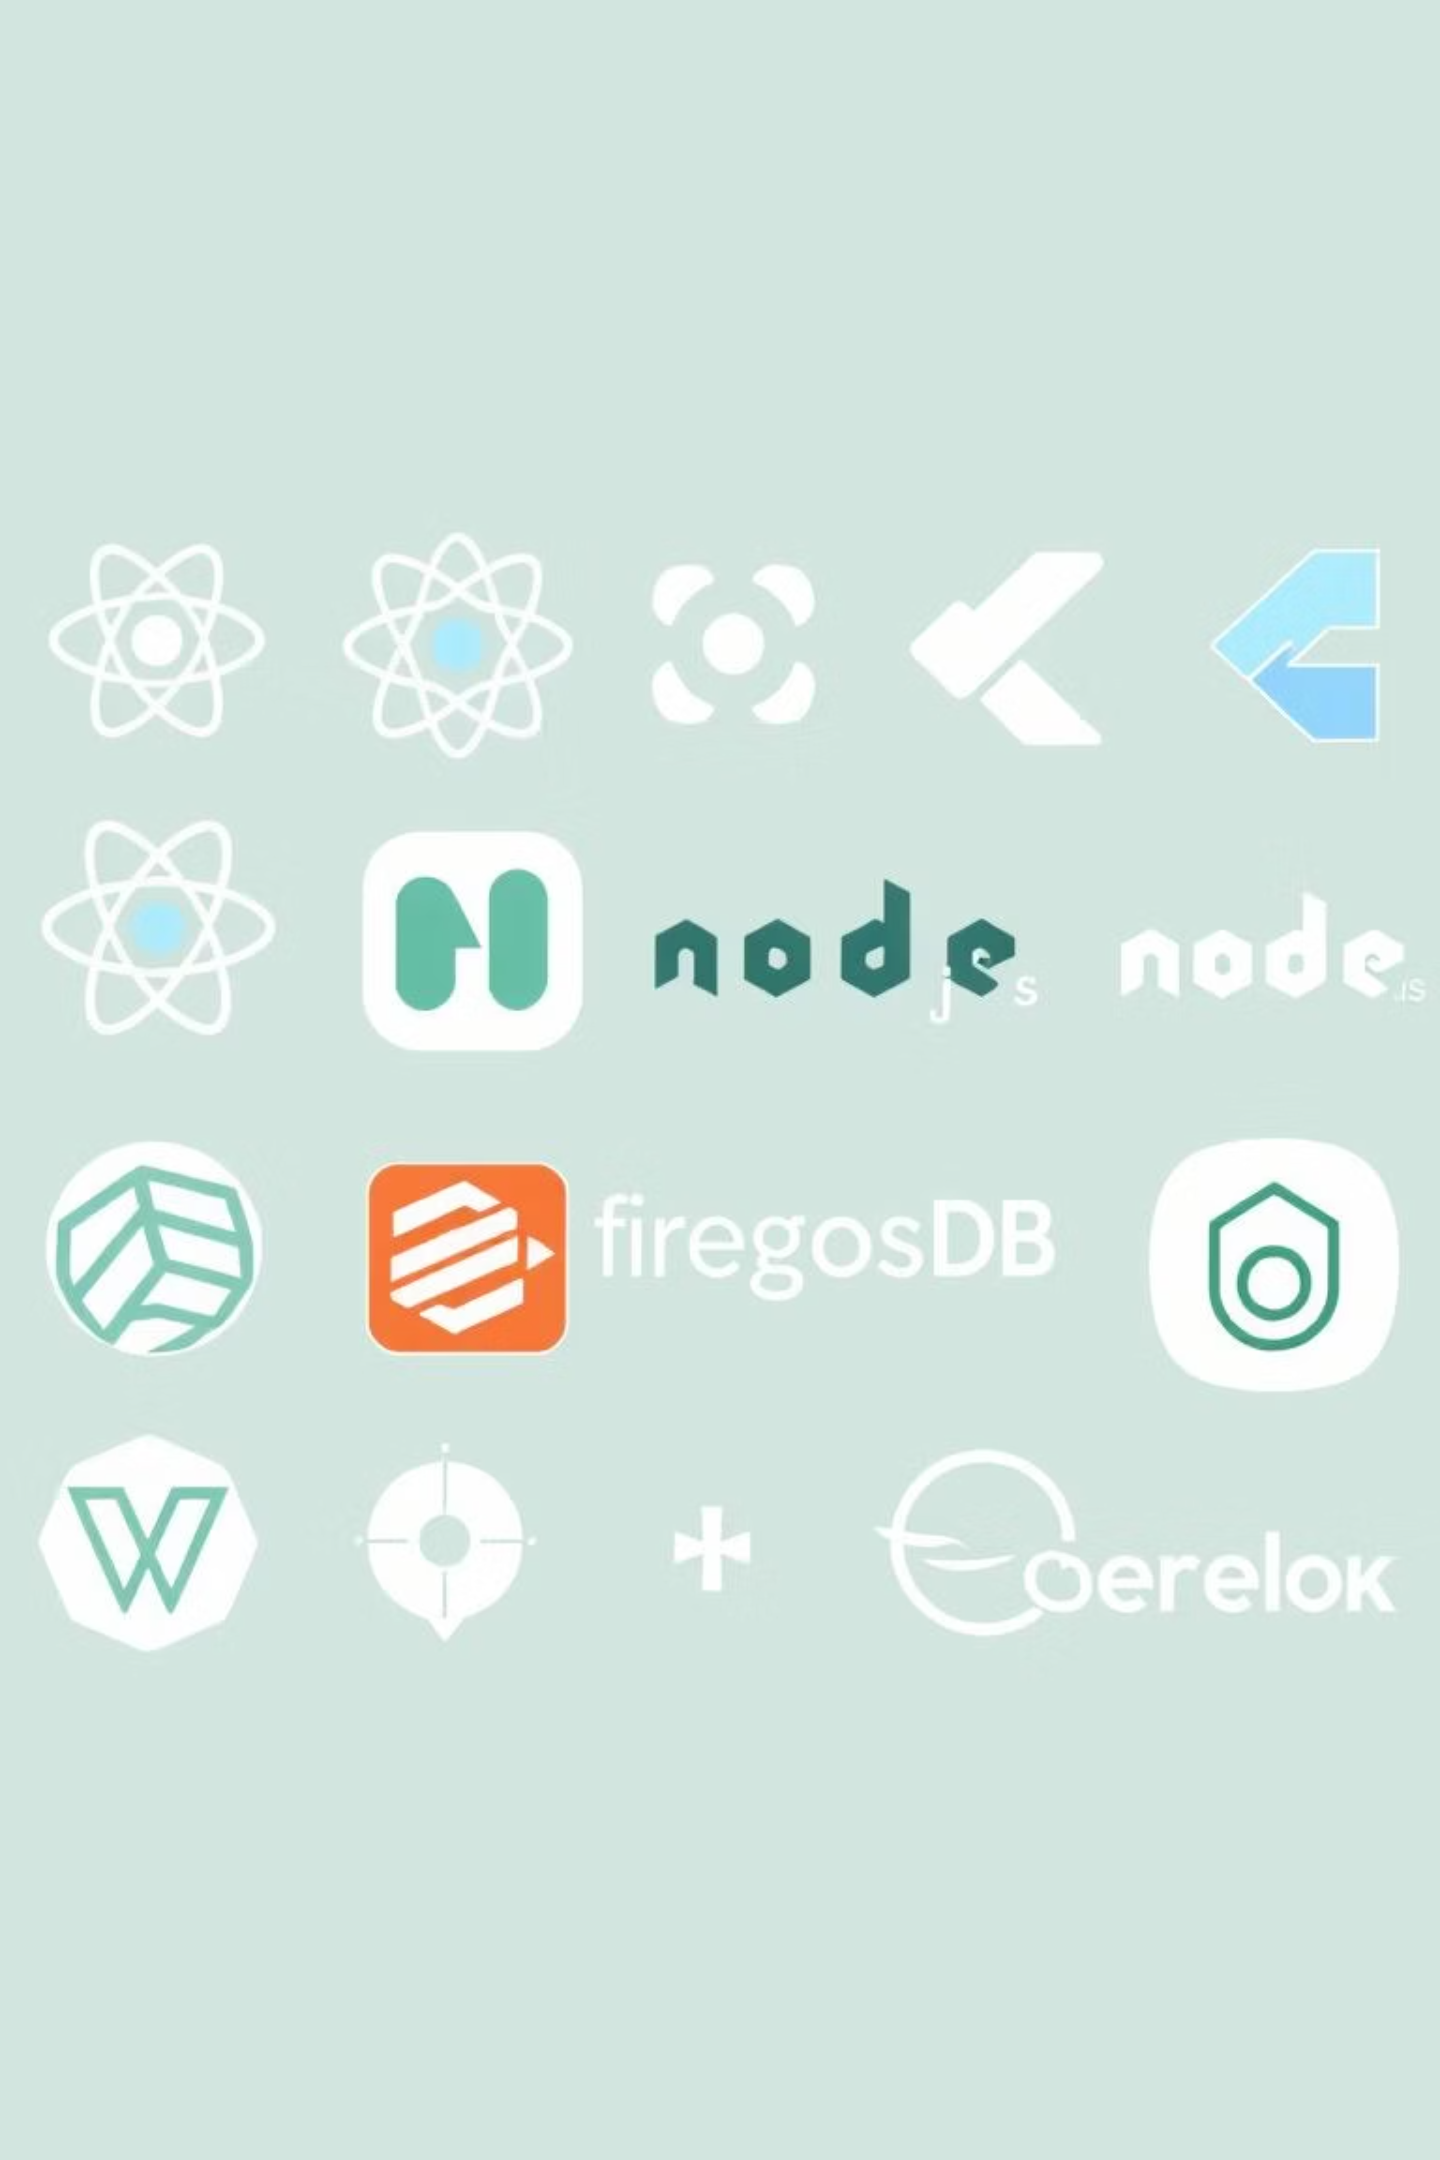 node js
node.js
firegosDB
W
oerelok